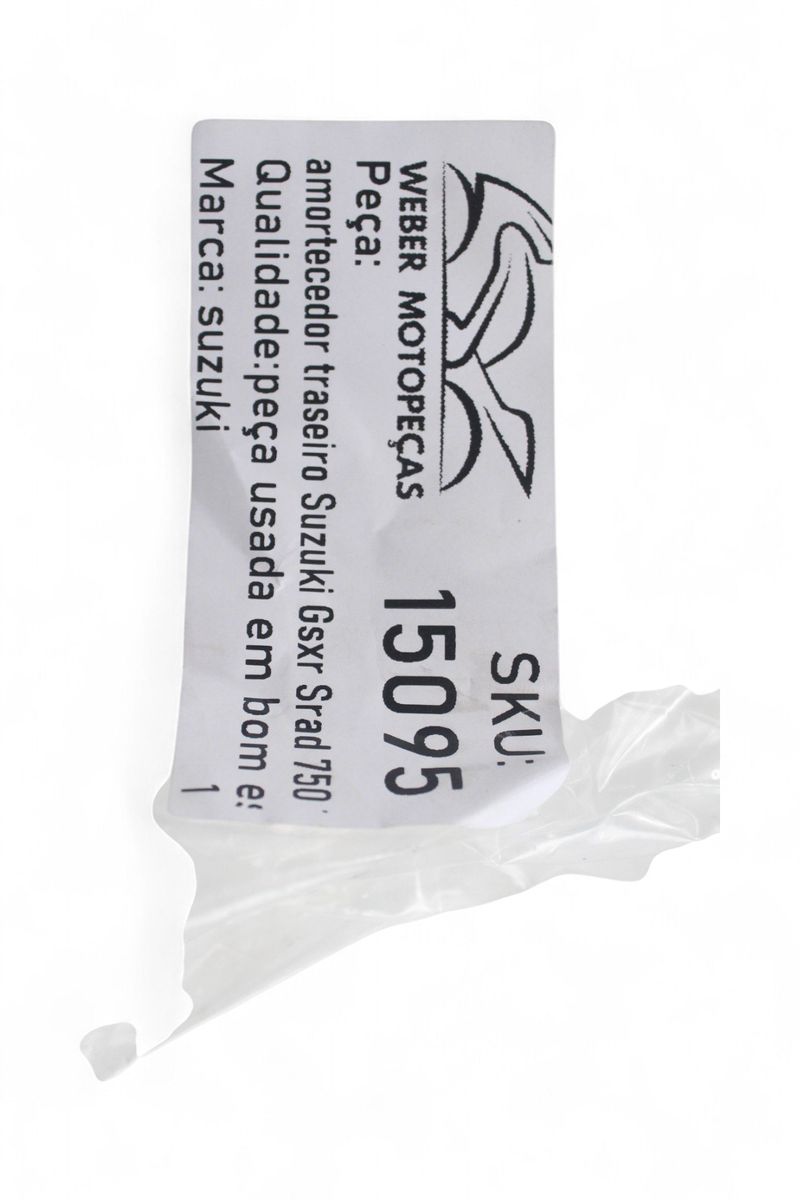 WEBER MOTOPEÇAS
SKU:
15095
Peça:
amortecedor traseiro Suzuki Gsxr Srad 750
Qualidade:peça usada em bom
Marca: suzuki
1